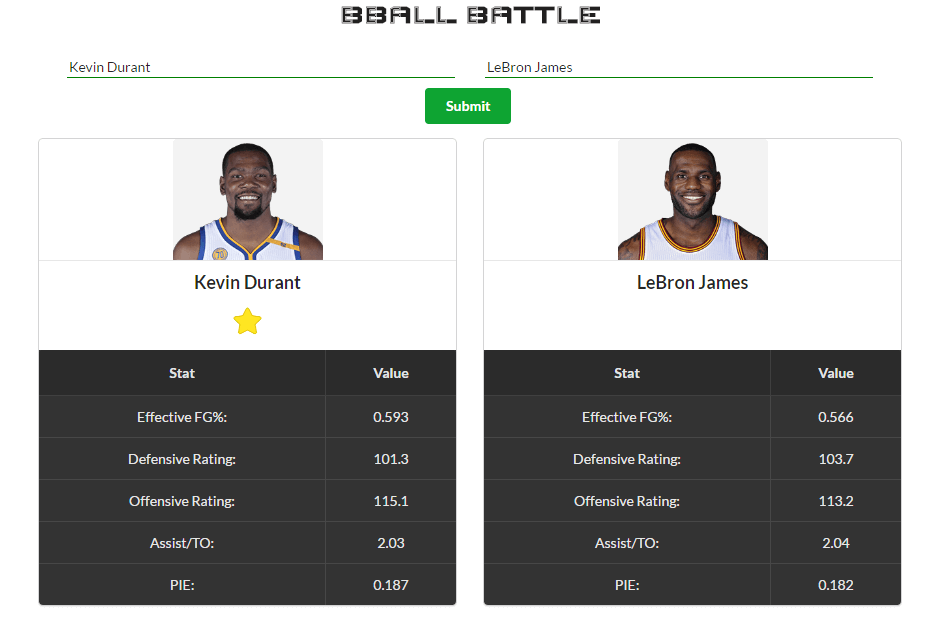 BBALL BATTLE
Kevin Durant LeBron James
Submit
Kevin Durant LeBron James
Stat Value Stat Value
Effective FG%: 0.593 Effective FG%: 0.566
Defensive Rating: 101.3 Defensive Rating: 103.7
Offensive Rating: 115.1 Offensive Rating: 113.2
Assist/TO: 2.03 Assist/TO: 2.04
PIE: 0.187 PIE: 0.182